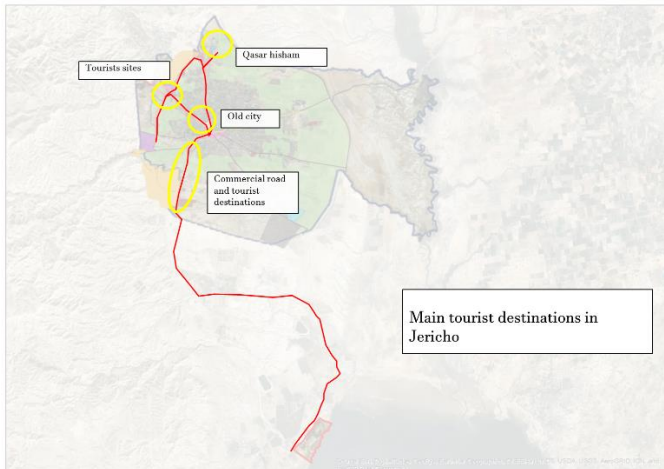 Qasar hisham
Tourists sites
Old city
Commercial road
and tourist
destinations
Main tourist destinations in
Jericho